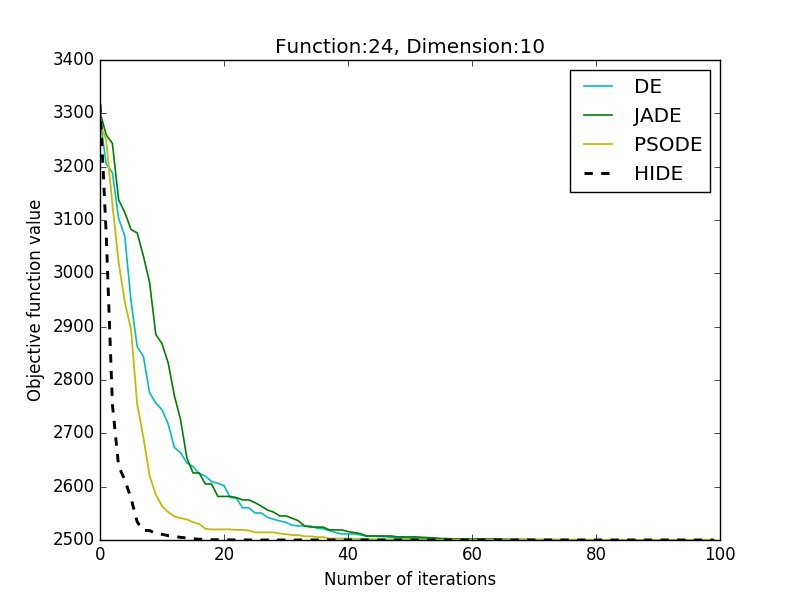 Function:24, Dimension:10
3400
3300
3200
3100
3000
2900
2800
2700
2600
2500
Objective function value
0
20
40
60
80
100
Number of iterations
DE
JADE
PSODE
HIDE